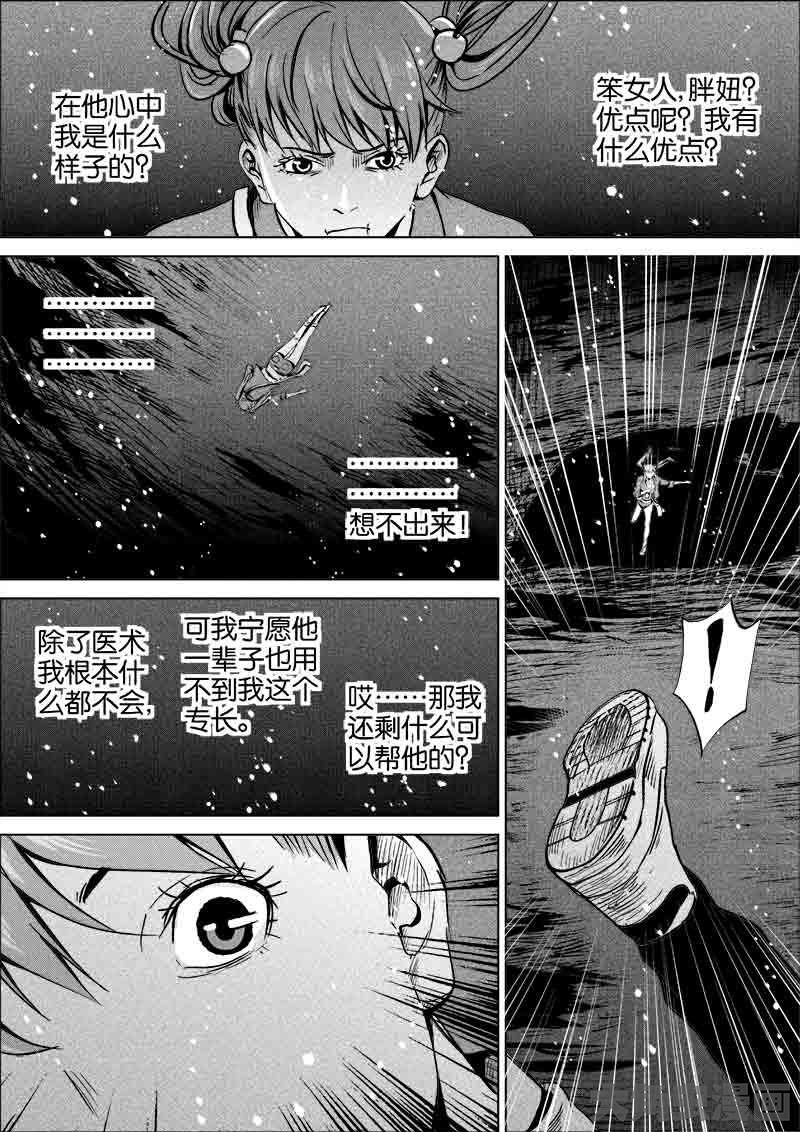 在他心中
我是什么
样子的？
笨女人，胖妞？
优点呢？我有
什么优点？
………………
………………
………………
………………
………………
想不出来！
除了医术
我根本什
么都不会，
可我宁愿他
一辈子也用
不到我这个
专长。
哎……那我
还剩什么可
以帮他的？
！